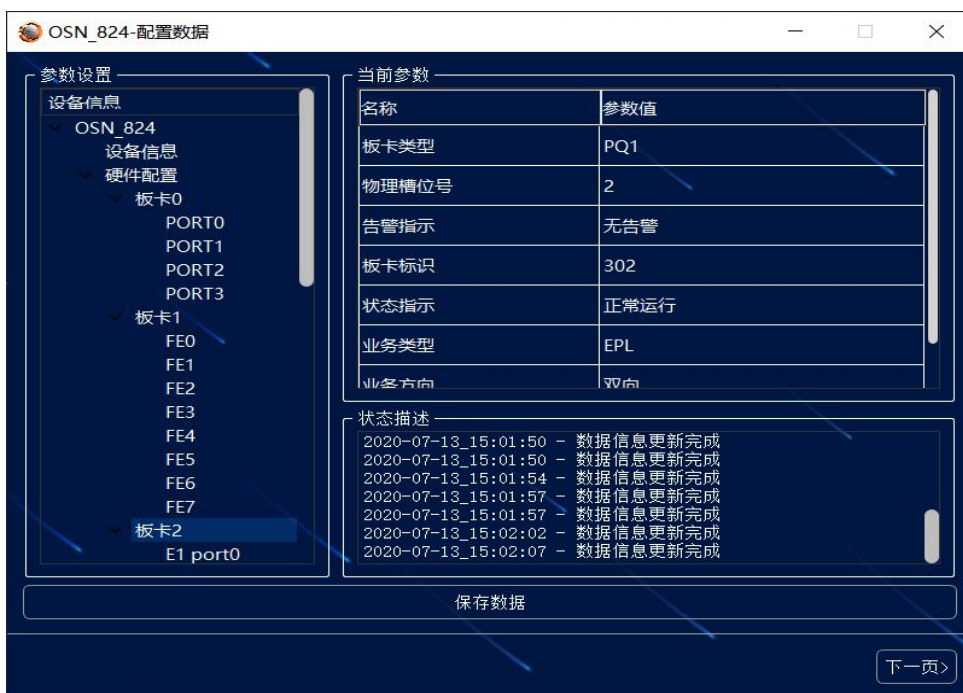 OSN_824-配置数据
参数设置
设备信息
OSN_824
设备信息
硬件配置
板卡0
PORT0
PORT1
PORT2
PORT3
板卡1
FE0
FE1
FE2
FE3
FE4
FE5
FE6
FE7
板卡2
E1 port0
当前参数
名称 参数值
板卡类型 PQ1
物理槽位号 2
告警指示 无告警
板卡标识 302
状态指示 正常运行
业务类型 EPL
业务方向 双向
状态描述
2020-07-13_15:01:50 - 数据信息更新完成
2020-07-13_15:01:50 - 数据信息更新完成
2020-07-13_15:01:54 - 数据信息更新完成
2020-07-13_15:01:57 - 数据信息更新完成
2020-07-13_15:01:57 - 数据信息更新完成
2020-07-13_15:02:02 - 数据信息更新完成
2020-07-13_15:02:07 - 数据信息更新完成
保存数据
下一页>